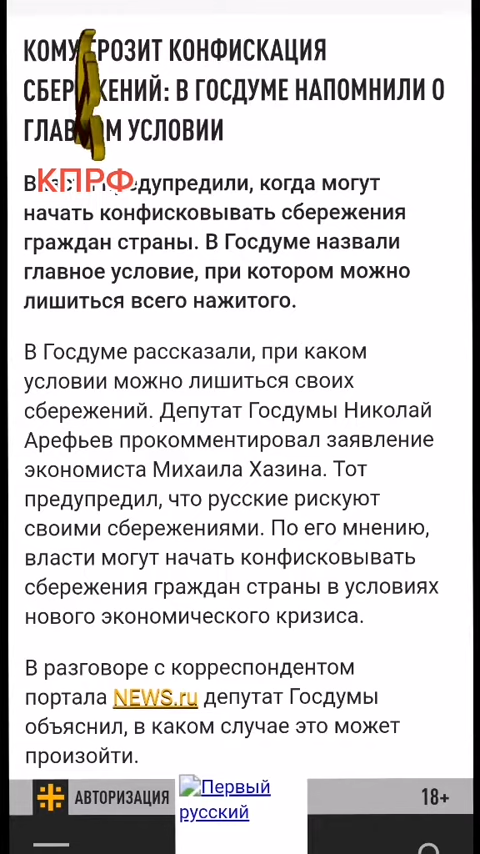 КОМУ ГРОЗИТ КОНФИСКАЦИЯ
СБЕРЕЖЕНИЙ: В ГОСДУМЕ НАПОМНИЛИ О
ГЛАВНОМ УСЛОВИИ
КПРФ
предупредили, когда могут
начать конфисковывать сбережения
граждан страны. В Госдуме назвали
главное условие, при котором можно
лишиться всего нажитого.
В Госдуме рассказали, при каком
условии можно лишиться своих
сбережений. Депутат Госдумы Николай
Арефьев прокомментировал заявление
экономиста Михаила Хазина. Тот
предупредил, что русские рискуют
своими сбережениями. По его мнению,
власти могут начать конфисковывать
сбережения граждан страны в условиях
нового экономического кризиса.
В разговоре с корреспондентом
портала NEWS.ru депутат Госдумы
объяснил, в каком случае это может
произойти.
АВТОРИЗАЦИЯ Первый 18+
русский